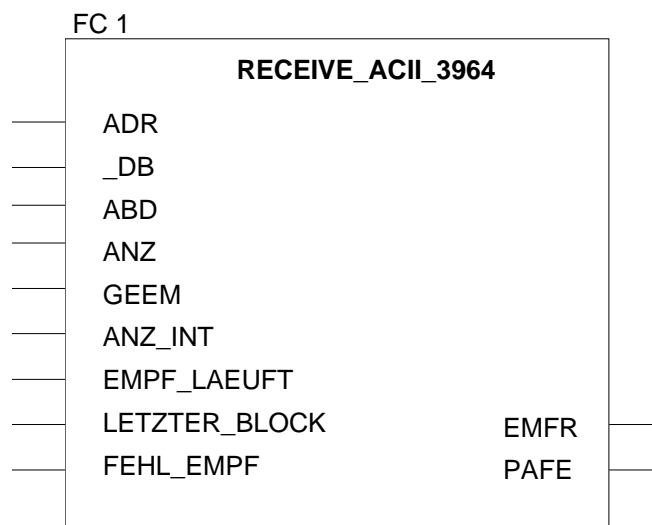 FC 1
RECEIVE_ACII_3964
ADR
_DB
ABD
ANZ
GEEM
ANZ_INT
EMPF_LAEUFT
LETZTER_BLOCK EMFR
FEHL_EMPF PAFE